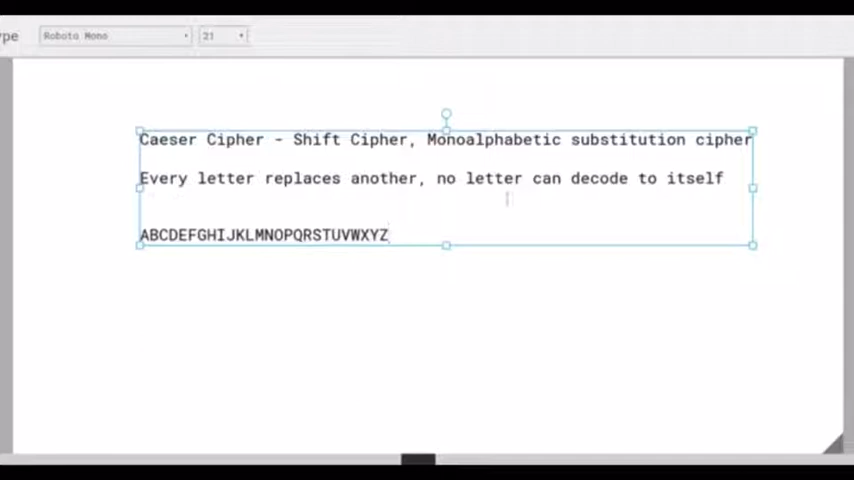 ype Roboto Mono 21
Caeser Cipher - Shift Cipher, Monoalphabetic substitution cipher
Every letter replaces another, no letter can decode to itself
ABCDEFGHIJKLMNOPQRSTUVWXYZ